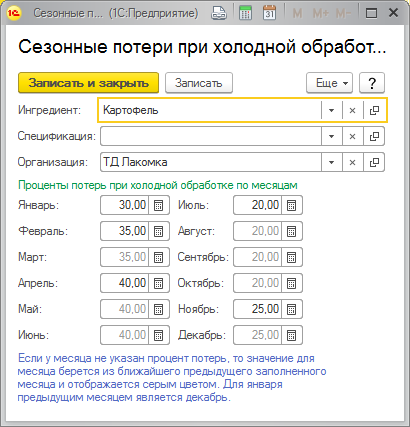 Сезонные п... (1С:Предприятие)
31
M M+ M-
Сезонные потери при холодной обработ...
Записать и закрыть Записать Еще ?
Ингредиент: Картофель
Спецификация:
Организация: ТД Лакомка
Проценты потерь при холодной обработке по месяцам
Январь: 30,00 Июль: 20,00
Февраль: 35,00 Август: 20,00
Март: 35,00 Сентябрь: 20,00
Апрель: 40,00 Октябрь: 20,00
Май: 40,00 Ноябрь: 25,00
Июнь: 40,00 Декабрь: 25,00
Если у месяца не указан процент потерь, то значение для
месяца берется из ближайшего предыдущего заполненного
месяца и отображается серым цветом. Для января
предыдущим месяцем является декабрь.